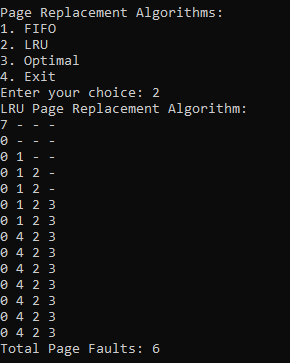 Page Replacement Algorithms:
1. FIFO
2. LRU
3. Optimal
4. Exit
Enter your choice: 2
LRU Page Replacement Algorithm:
7 - - -
0 - - -
0 1 - -
0 1 2 -
0 1 2 -
0 1 2 3
0 1 2 3
0 4 2 3
0 4 2 3
0 4 2 3
0 4 2 3
0 4 2 3
0 4 2 3
0 4 2 3
Total Page Faults: 6